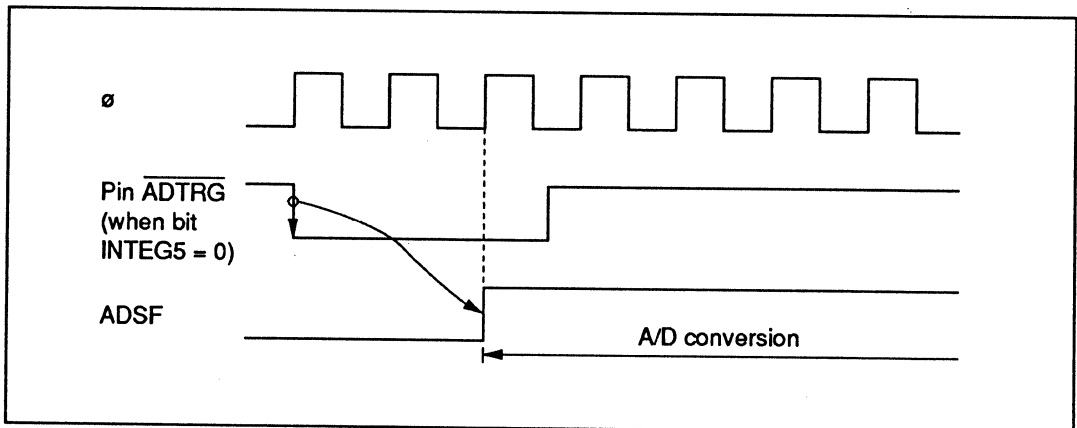 ø
Pin ADTRG
(when bit
INTEG5 = 0)
ADSF
A/D conversion